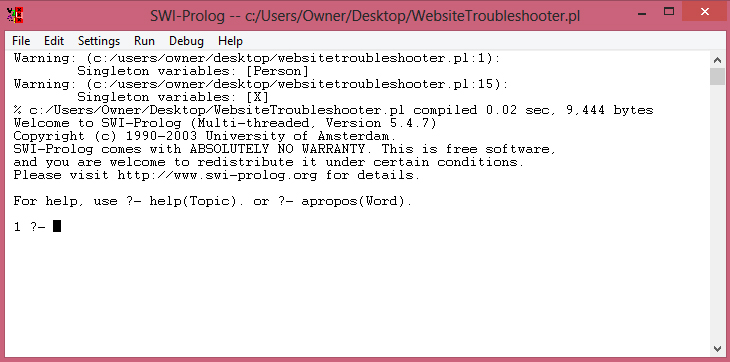 SWI-Prolog -- c:/Users/Owner/Desktop/WebsiteTroubleshooter.pl
File Edit Settings Run Debug Help
Warning: (c:/users/owner/desktop/websitetroubleshooter.pl:1):
Singleton variables: [Person]
Warning: (c:/users/owner/desktop/websitetroubleshooter.pl:15):
Singleton variables: [X]
% c:/Users/Owner/Desktop/WebsiteTroubleshooter.pl compiled 0.02 sec, 9,444 bytes
Welcome to SWI-Prolog (Multi-threaded, Version 5.4.7)
Copyright (c) 1990-2003 University of Amsterdam.
SWI-Prolog comes with ABSOLUTELY NO WARRANTY. This is free software,
and you are welcome to redistribute it under certain conditions.
Please visit http://www.swi-prolog.org for details.
For help, use ?- help(Topic). or ?- apropos(Word).
1 ?-